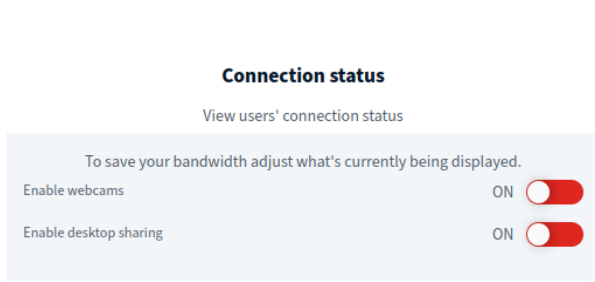 Connection status
View users' connection status
To save your bandwidth adjust what's currently being displayed.
Enable webcams ON
Enable desktop sharing ON